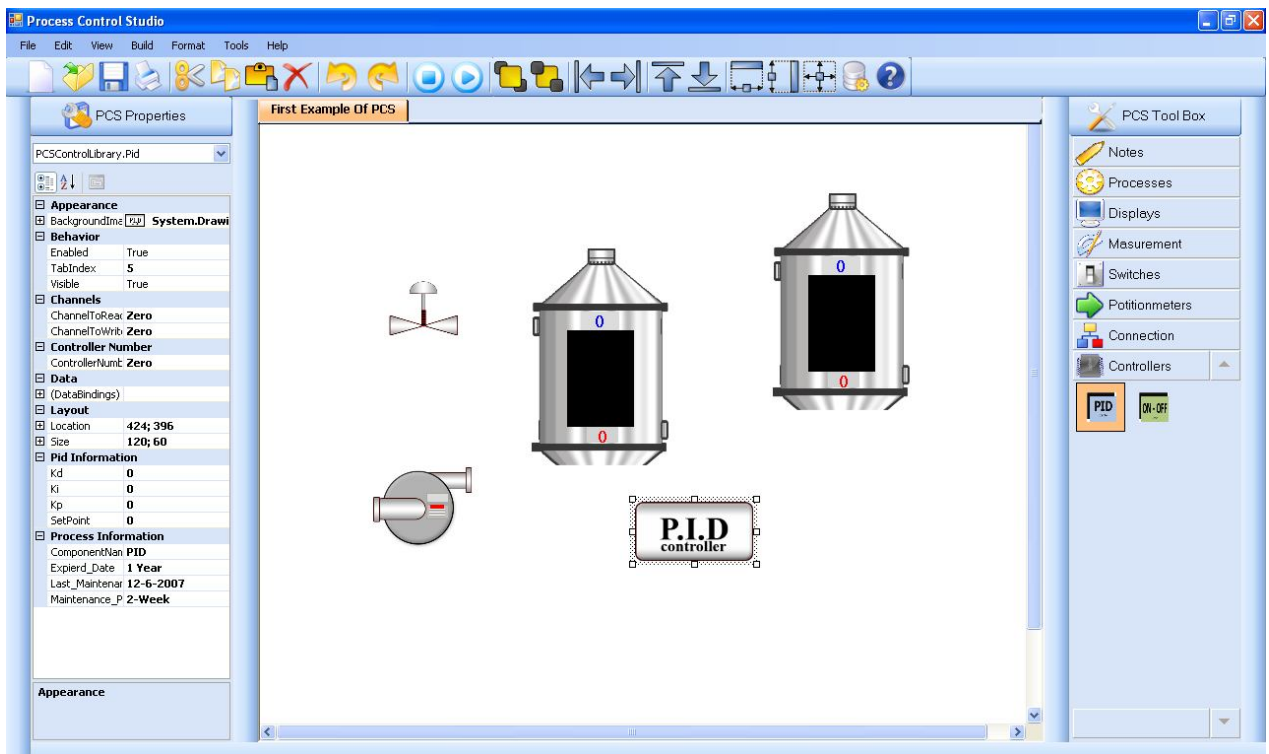 Process Control Studio
File Edit View Build Format Tools Help
PCS Properties
PCSControlLibrary.Pid
Appearance
BackgroundIma P.I.D System.Drawi
Behavior
Enabled True
TabIndex 5
Visible True
Channels
ChannelToReac Zero
ChannelToWrite Zero
Controller Number
ControllerNumb Zero
Data
(DataBindings)
Layout
Location 424; 396
Size 120; 60
Pid Information
Kd 0
Ki 0
Kp 0
SetPoint 0
Process Information
ComponentNan PID
Expierd_Date 1 Year
Last_Maintenar 12-6-2007
Maintenance_P 2-Week
Appearance
First Example Of PCS
0
0
0
0
P.I.D
controller
PCS Tool Box
Notes
Processes
Displays
Masurement
Switches
Potitionmeters
Connection
Controllers
PID ON-OFF